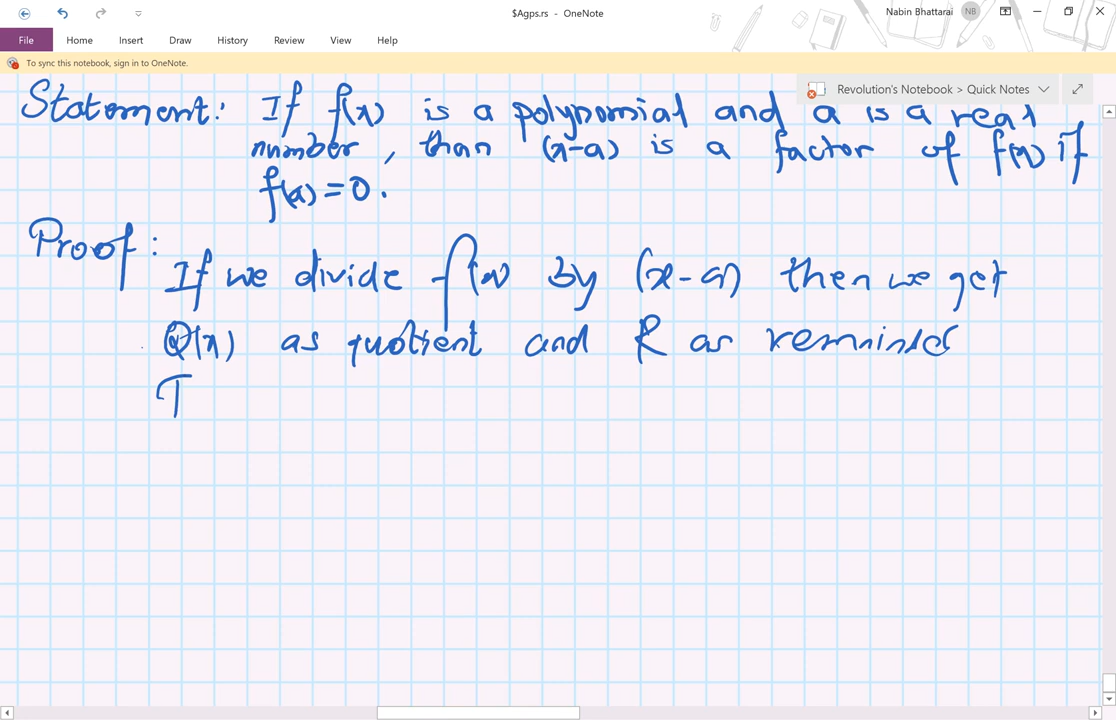 $Agps.rs - OneNote
Nabin Bhattarai NB
File Home Insert Draw History Review View Help
To sync this notebook, sign in to OneNote.
Revolution's Notebook > Quick Notes
Statement: If f(x) is a polynomial and a is a real
number, than (x-a) is a factor of f(x) if
f(a) = 0.
Proof:
If we divide f(x) by (x-a) then we get
Q(x) as quotient and R as remainder
T